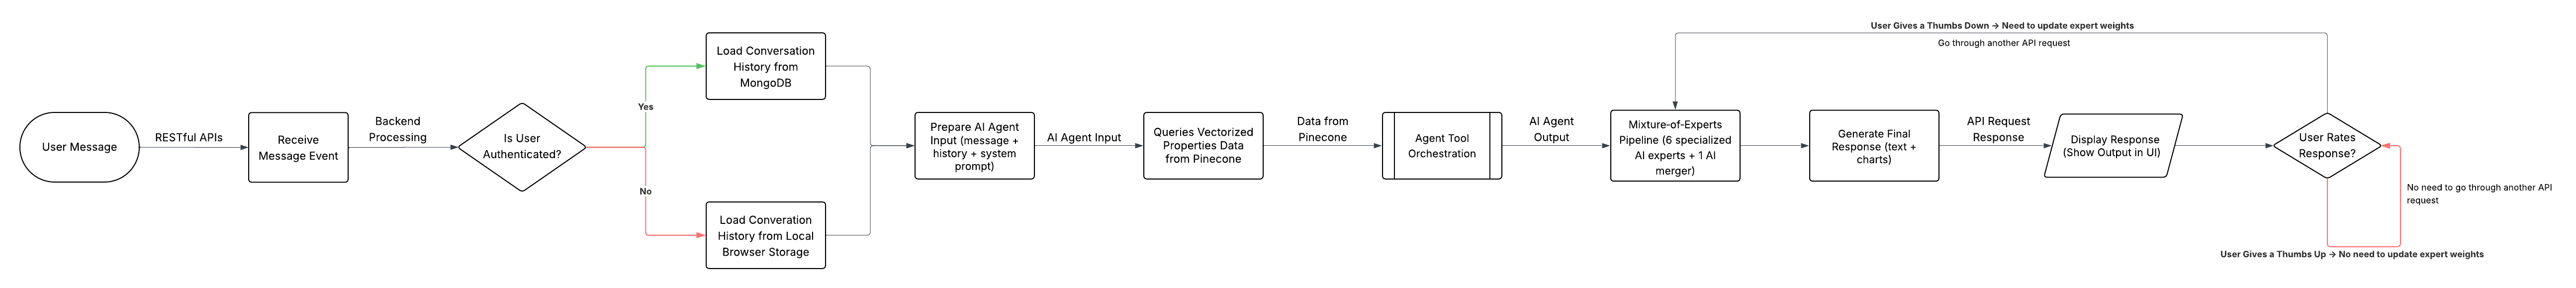 User Message
RESTful APIs
Receive
Message Event
Backend
Processing
Is User
Authenticated?
Yes
No
Load Conversation
History from
MongoDB
Load Converation
History from Local
Browser Storage
Prepare AI Agent
Input (message +
history + system
prompt)
AI Agent Input
Queries Vectorized
Properties Data
from Pinecone
Data from
Pinecone
Agent Tool
Orchestration
AI Agent
Output
Mixture-of-Experts
Pipeline (6 specialized
AI experts + 1 AI
merger)
Generate Final
Response (text +
charts)
API Request
Response
Display Response
(Show Output in UI)
User Rates
Response?
User Gives a Thumbs Down → Need to update expert weights
Go through another API request
No need to go through another API
request
User Gives a Thumbs Up → No need to update expert weights